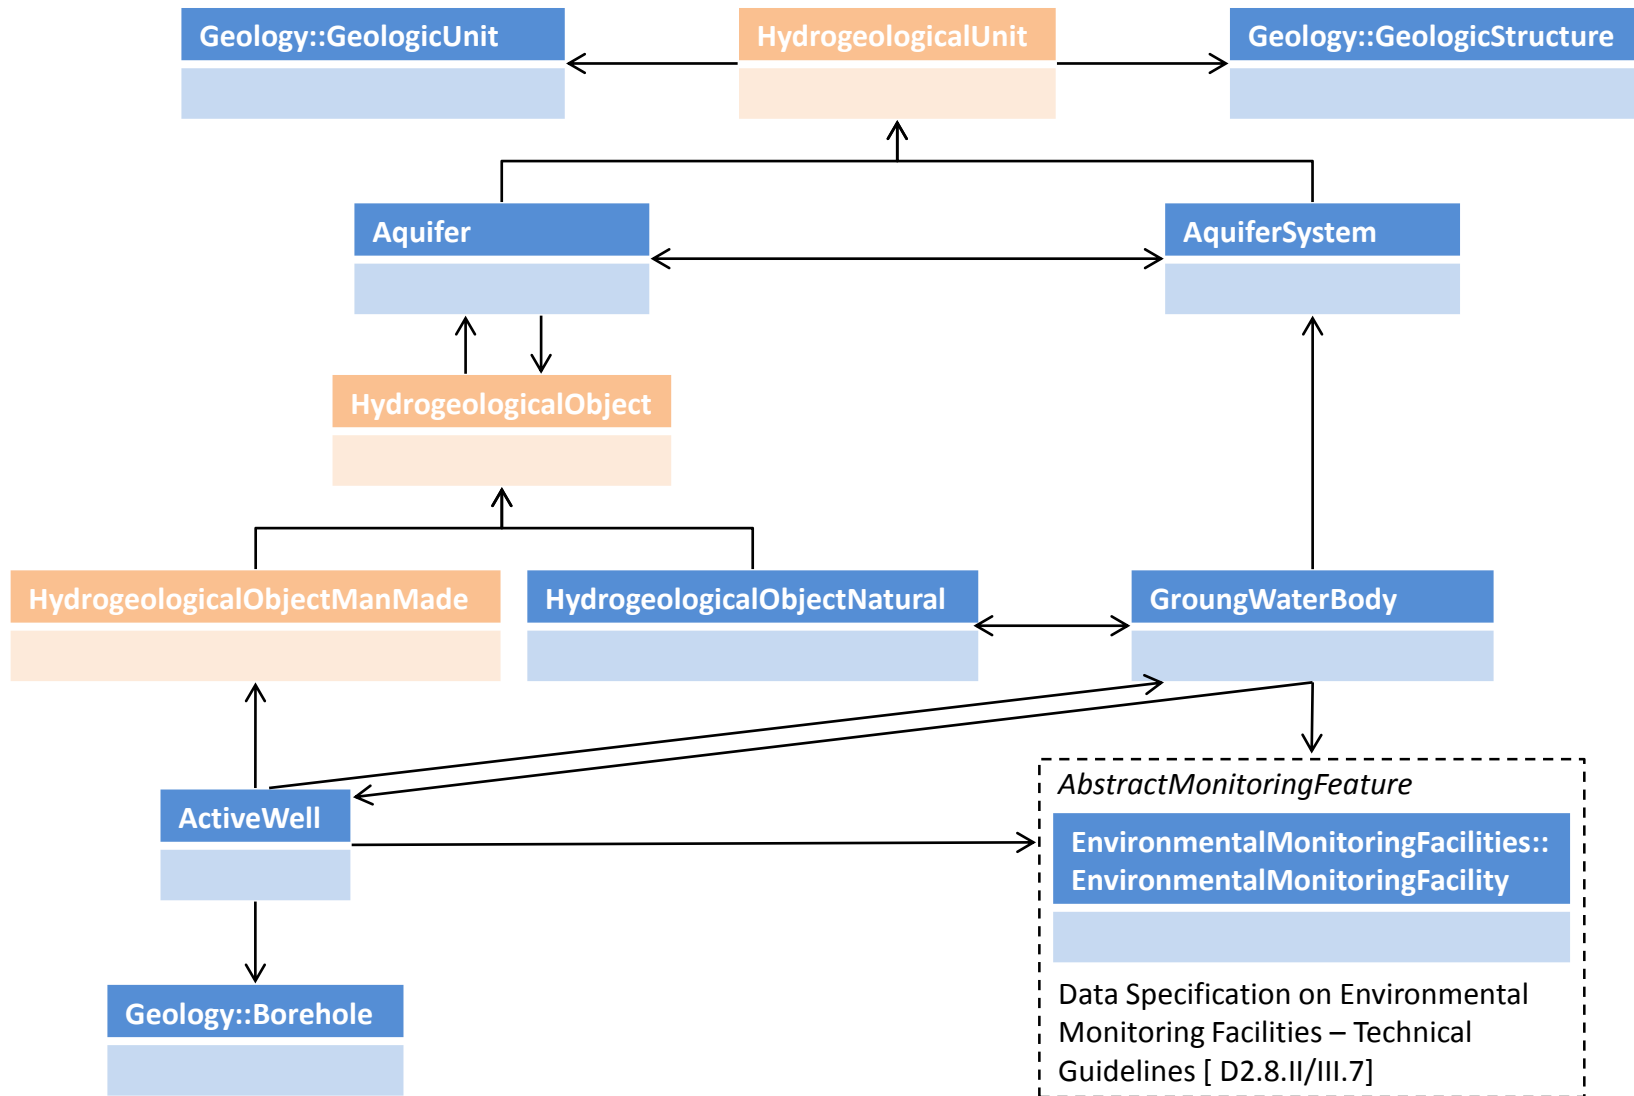 Geology::GeologicUnit
HydrogeologicalUnit
Geology::GeologicStructure
Aquifer
AquiferSystem
HydrogeologicalObject
HydrogeologicalObjectManMade
HydrogeologicalObjectNatural
GroungWaterBody
ActiveWell
AbstractMonitoringFeature
EnvironmentalMonitoringFacilities::
EnvironmentalMonitoringFacility
Geology::Borehole
Data Specification on Environmental
Monitoring Facilities – Technical
Guidelines [ D2.8.II/III.7]